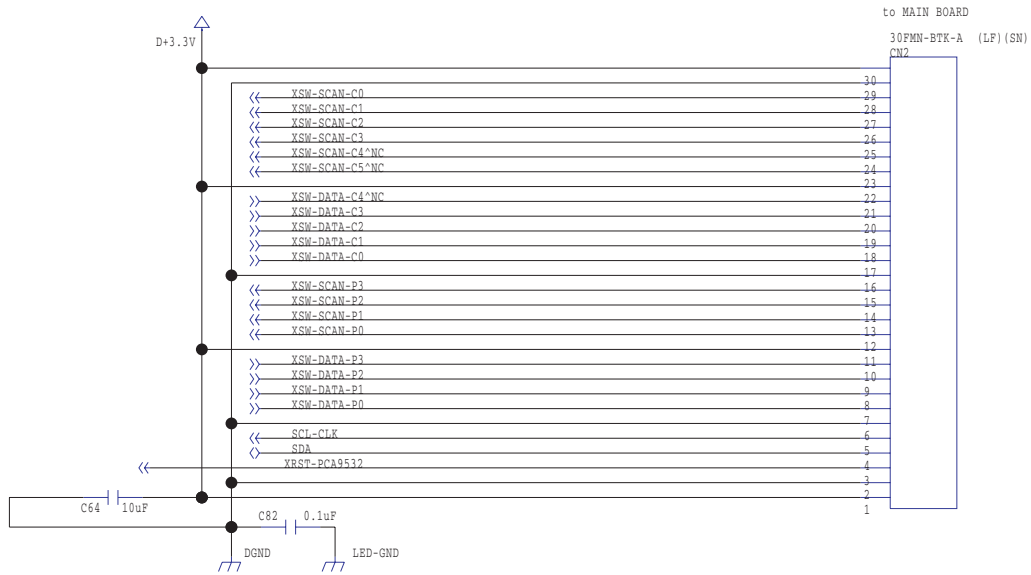 to MAIN BOARD
30FMN-BTK-A (LF)(SN)
CN2
D+3.3V
30
XSW-SCAN-C0 29
XSW-SCAN-C1 28
XSW-SCAN-C2 27
XSW-SCAN-C3 26
XSW-SCAN-C4^NC 25
XSW-SCAN-C5^NC 24
23
XSW-DATA-C4^NC 22
XSW-DATA-C3 21
XSW-DATA-C2 20
XSW-DATA-C1 19
XSW-DATA-C0 18
17
XSW-SCAN-P3 16
XSW-SCAN-P2 15
XSW-SCAN-P1 14
XSW-SCAN-P0 13
12
XSW-DATA-P3 11
XSW-DATA-P2 10
XSW-DATA-P1 9
XSW-DATA-P0 8
7
SCL-CLK 6
SDA 5
XRST-PCA9532 4
3
2
C64 10uF 1
C82 0.1uF
DGND LED-GND